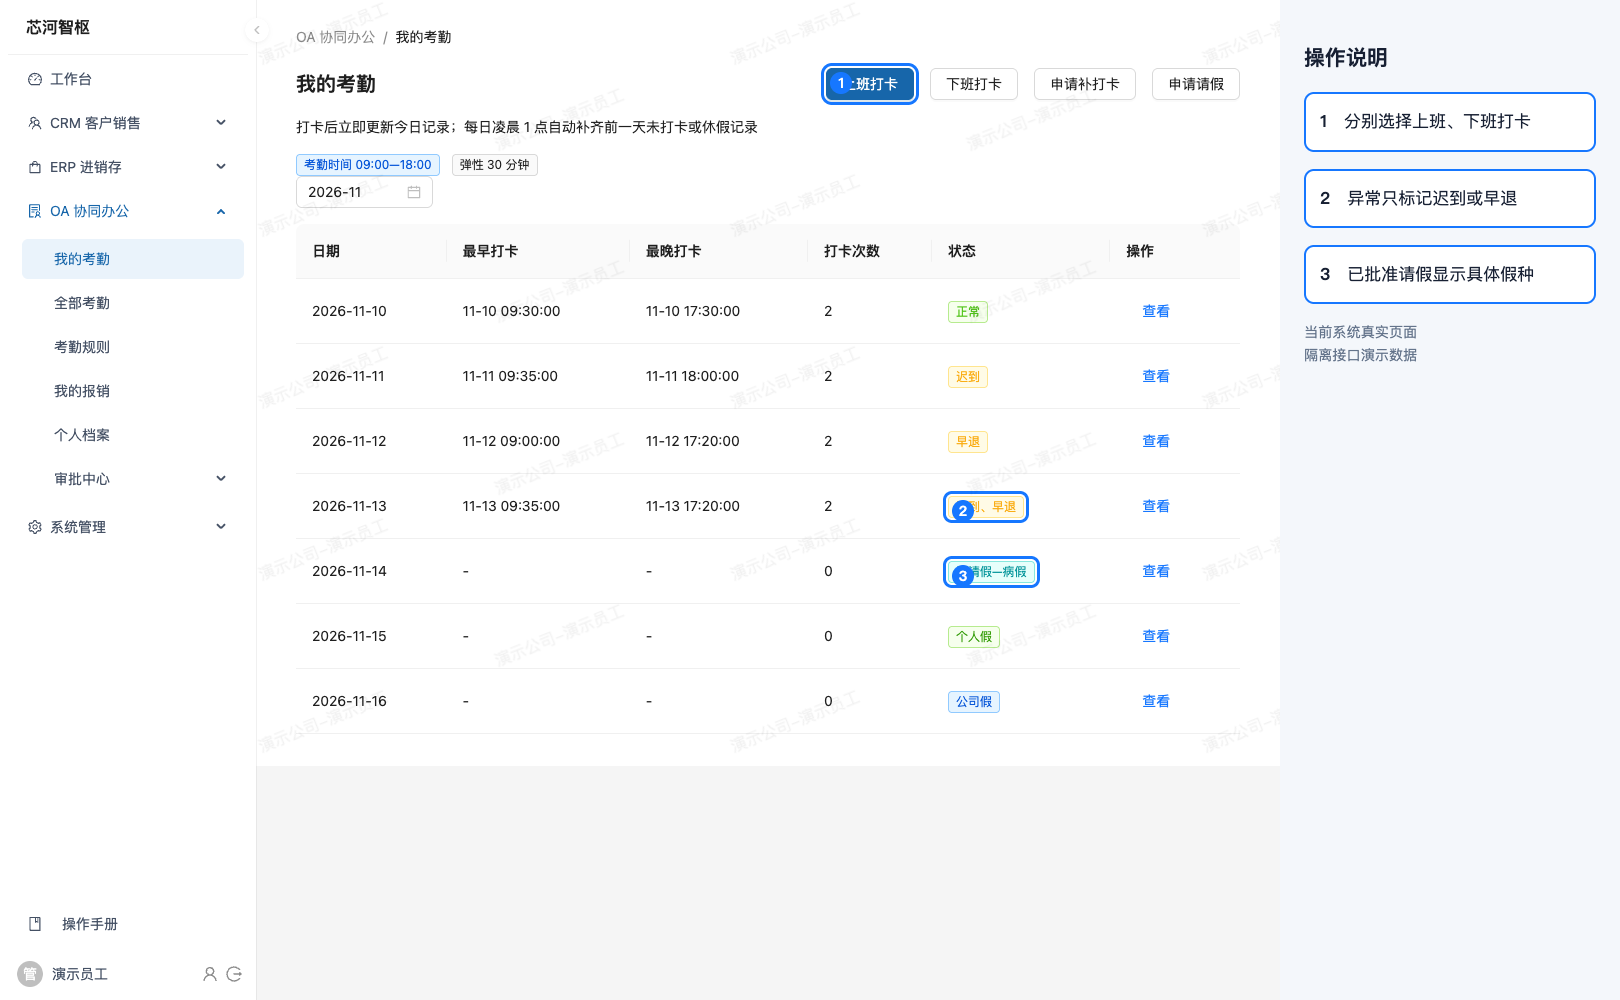 芯河智枢
工作台
CRM 客户销售
ERP 进销存
OA 协同办公
我的考勤
全部考勤
考勤规则
我的报销
个人档案
审批中心
系统管理
操作手册
管 演示员工
OA 协同办公 / 我的考勤
我的考勤
1 班打卡 下班打卡 申请补打卡 申请请假
打卡后立即更新今日记录；每日凌晨 1 点自动补齐前一天未打卡或休假记录
考勤时间 09:00—18:00 弹性 30 分钟
2026-11
日期 最早打卡 最晚打卡 打卡次数 状态 操作
2026-11-10 11-10 09:30:00 11-10 17:30:00 2 正常 查看
2026-11-11 11-11 09:35:00 11-11 18:00:00 2 迟到 查看
2026-11-12 11-12 09:00:00 11-12 17:20:00 2 早退 查看
2026-11-13 11-13 09:35:00 11-13 17:20:00 2 2 到、早退 查看
2026-11-14 - - 0 3 请假—病假 查看
2026-11-15 - - 0 个人假 查看
2026-11-16 - - 0 公司假 查看
演示公司-演示员工
操作说明
1 分别选择上班、下班打卡
2 异常只标记迟到或早退
3 已批准请假显示具体假种
当前系统真实页面
隔离接口演示数据